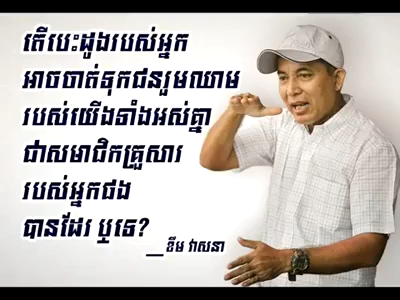 តើបេះដូងរបស់អ្នក
អាចចាត់ទុកជនរួមឈាម
របស់យើងទាំងអស់គ្នា
ជាសមាជិកគ្រួសារ
របស់អ្នកផង
បានដែរ ឬទេ?
__ខឹម វាសនា